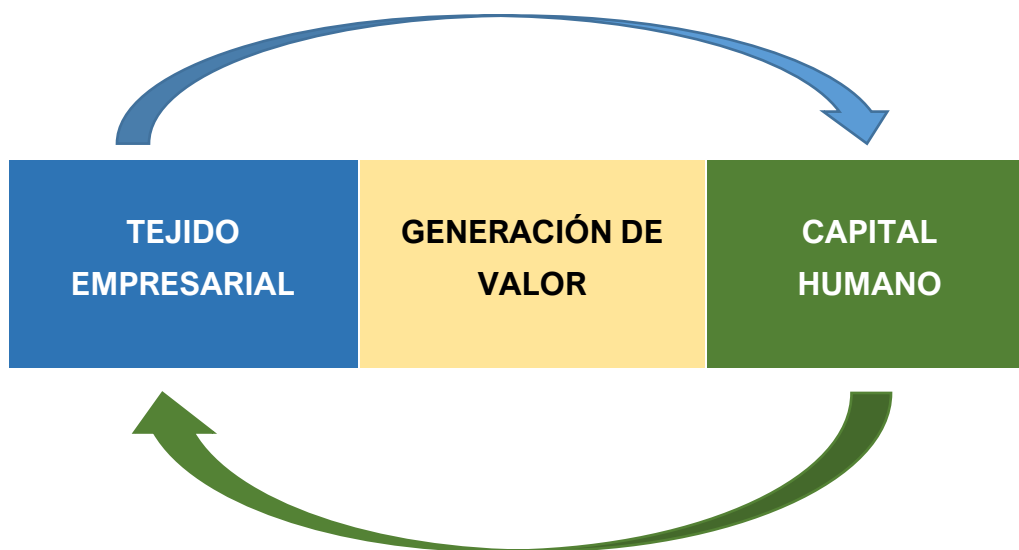 TEJIDO
EMPRESARIAL
GENERACIÓN DE
VALOR
CAPITAL
HUMANO